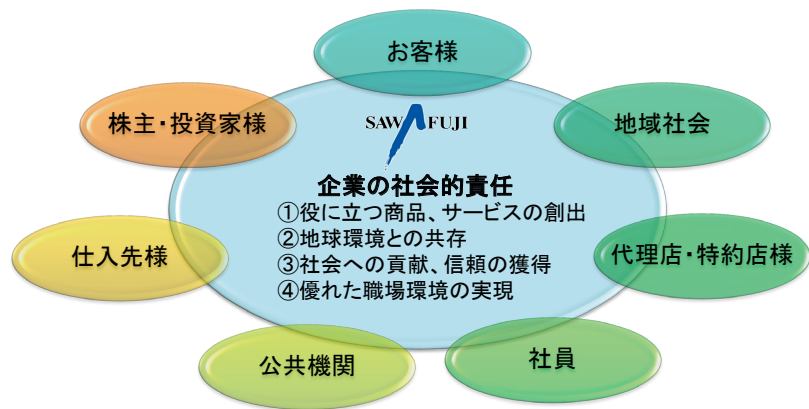 お客様
株主・投資家様
地域社会
SAWAFUJI
企業の社会的責任
①役に立つ商品、サービスの創出
②地球環境との共存
③社会への貢献、信頼の獲得
④優れた職場環境の実現
仕入先様
代理店・特約店様
公共機関
社員